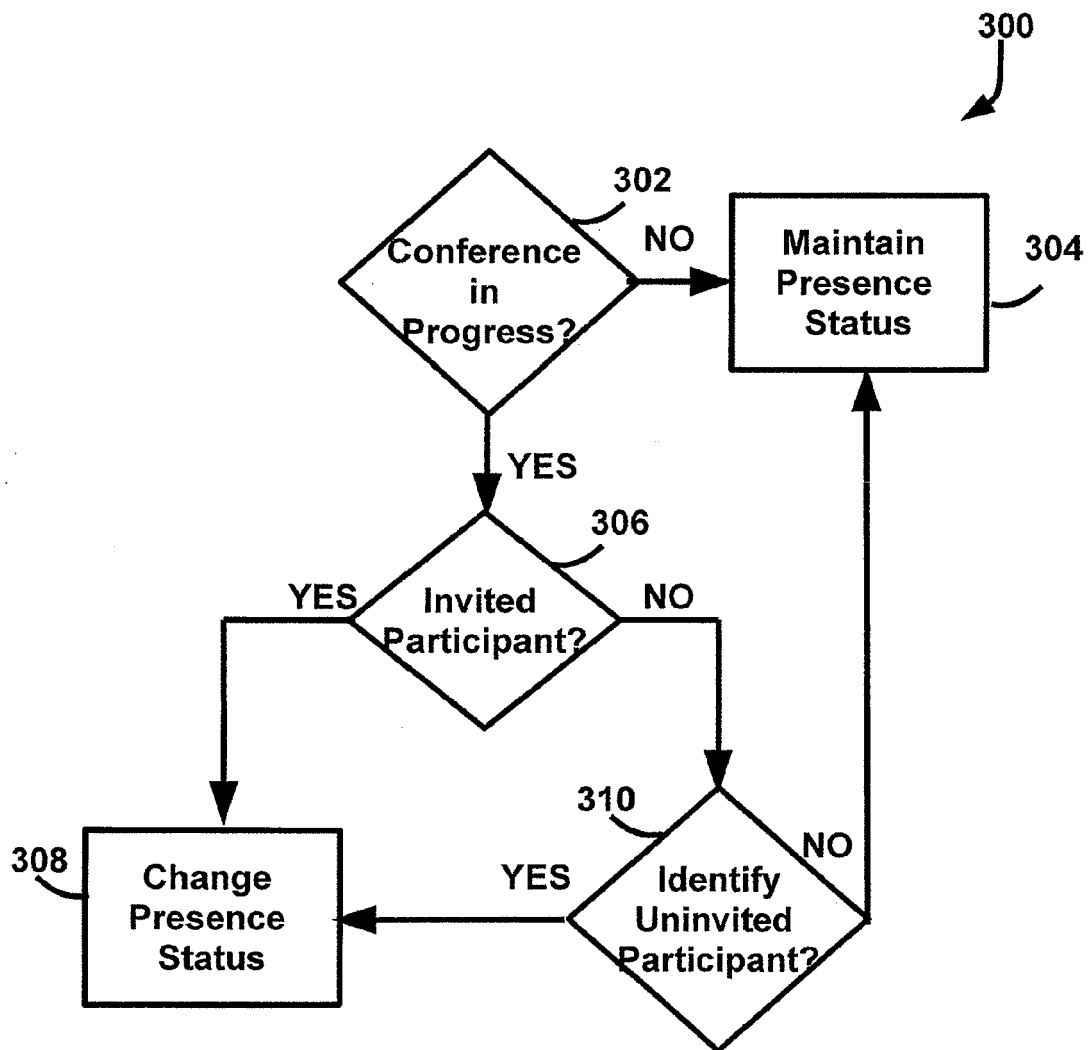 300
302
Conference
in
Progress?
NO
Maintain
Presence
Status
304
YES
306
YES
Invited
Participant?
NO
310
308
Change
Presence
Status
YES
Identify
Uninvited
Participant?
NO